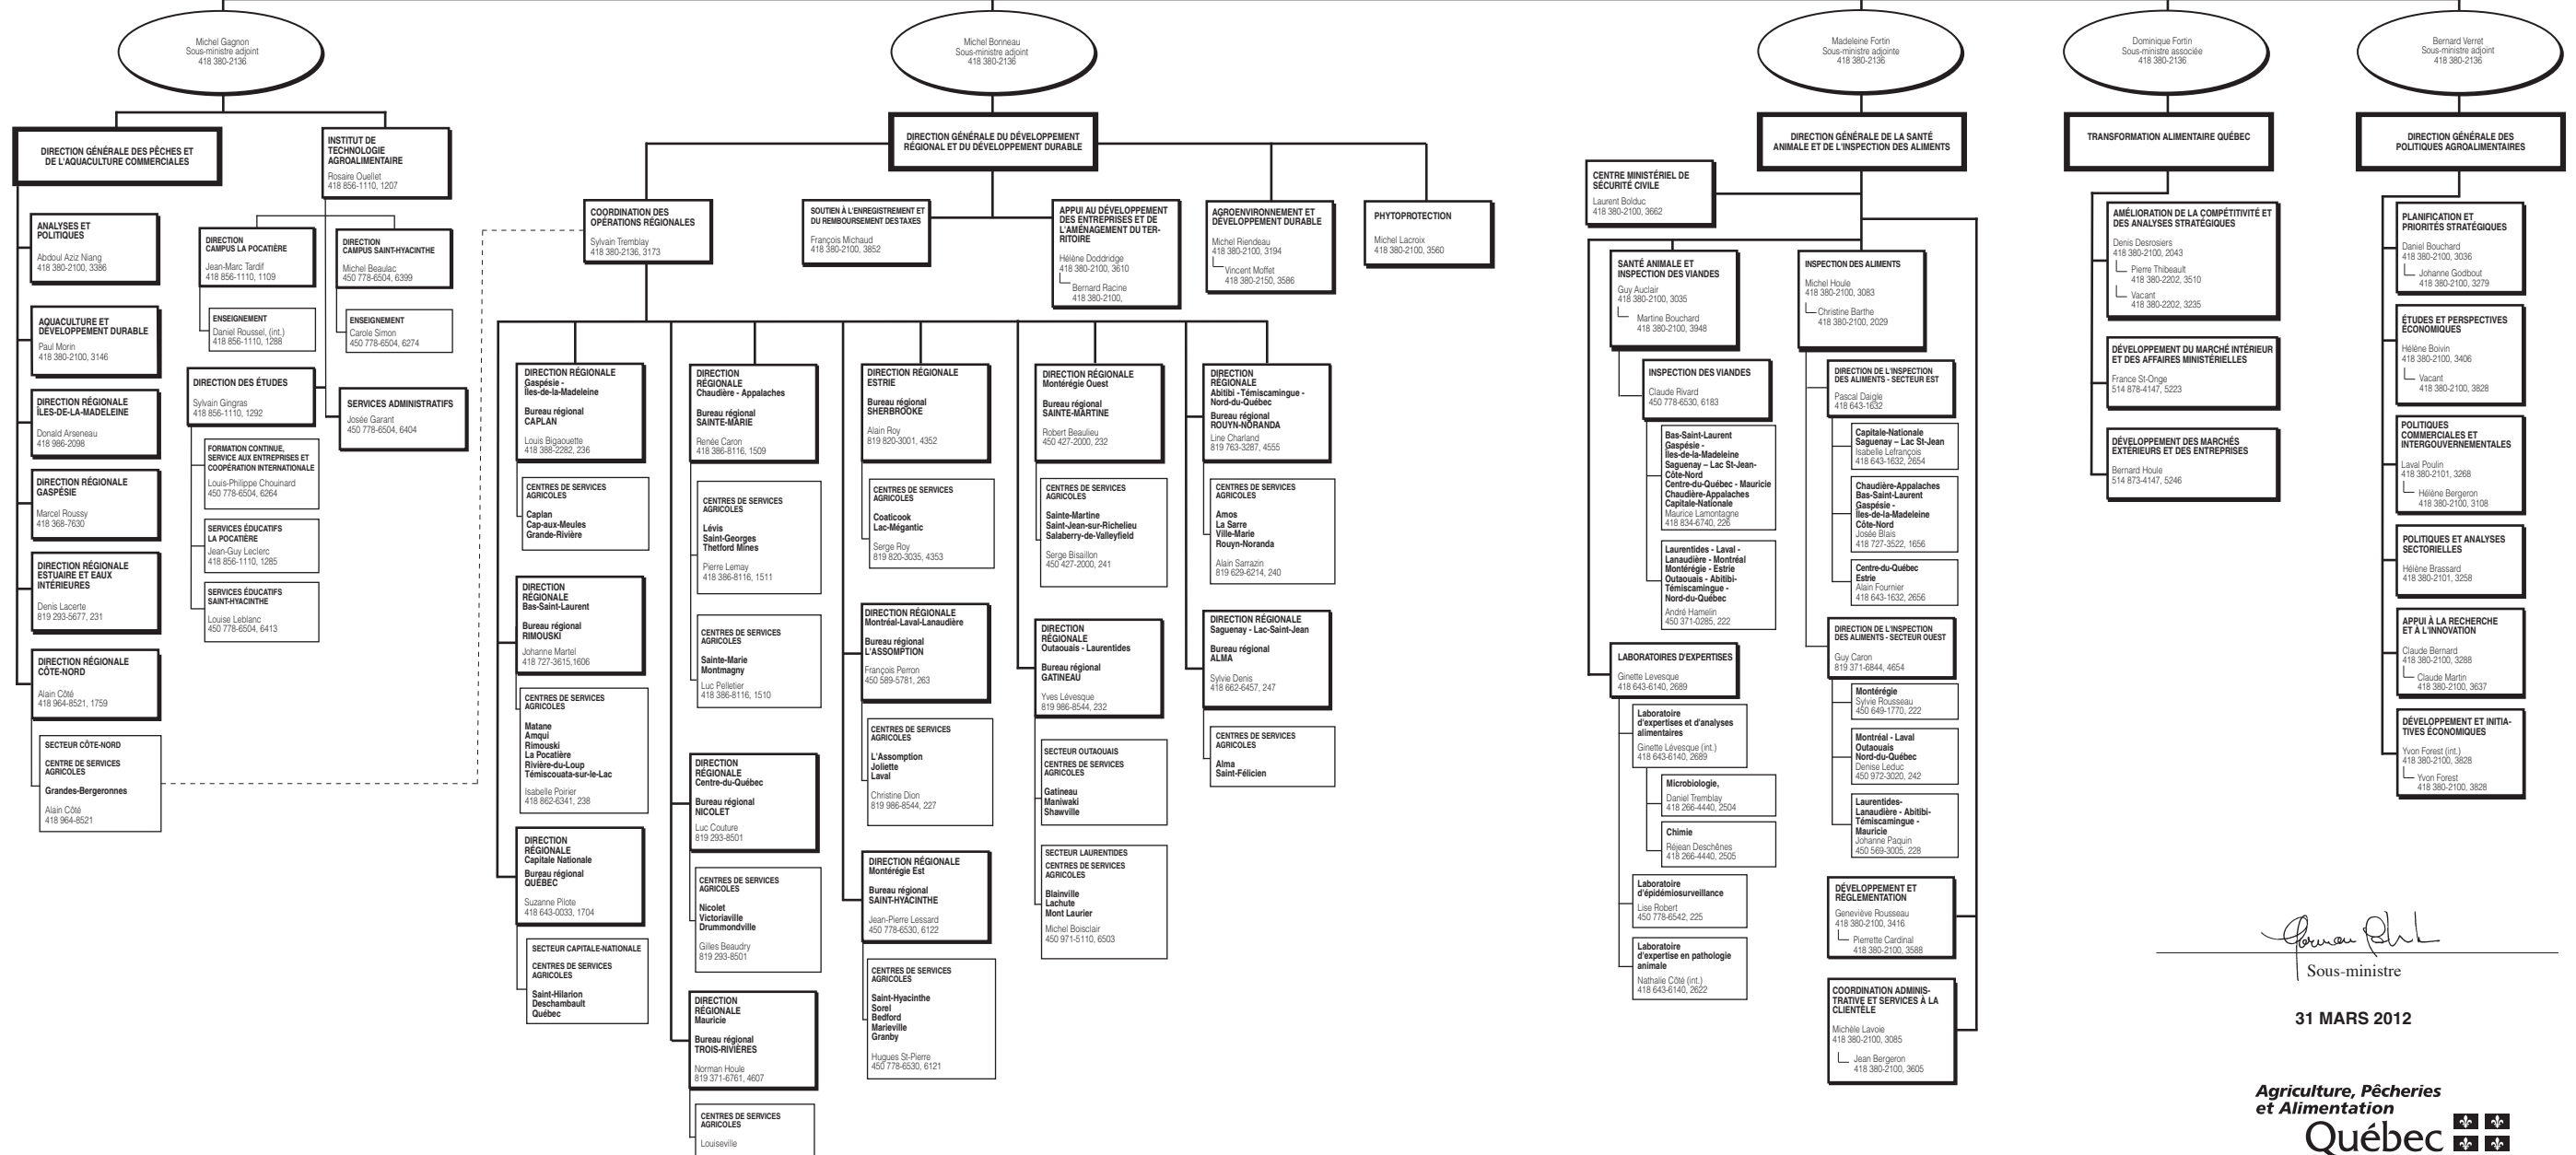 Michel Gagnon
Sous-ministre adjoint
418 380-2136
DIRECTION GÉNÉRALE DES PÊCHES ET
DE L'AQUACULTURE COMMERCIALES
ANALYSES ET
POLITIQUES
Abdoul Aziz Niang
418 380-2100, 3386
AQUACULTURE ET
DÉVELOPPEMENT DURABLE
Paul Morin
418 380-2100, 3146
DIRECTION RÉGIONALE
ÎLES-DE-LA-MADELEINE
Donald Arseneau
418 986-2098
DIRECTION RÉGIONALE
GASPÉSIE
Marcel Roussy
418 368-7630
DIRECTION RÉGIONALE
ESTUAIRE ET EAUX
INTÉRIEURES
Denis Lacerte
819 293-5677, 231
DIRECTION RÉGIONALE
CÔTE-NORD
Alain Côté
418 964-8521, 1759
SECTEUR CÔTE-NORD
CENTRE DE SERVICES
AGRICOLES
Grandes-Bergeronnes
Alain Côté
418 964-8521
INSTITUT DE
TECHNOLOGIE
AGROALIMENTAIRE
Rosaire Ouellet
418 856-1110, 1207
DIRECTION
CAMPUS LA POCATIÈRE
Jean-Marc Tardif
418 856-1110, 1109
ENSEIGNEMENT
Daniel Roussel, (int.)
418 856-1110, 1288
DIRECTION
CAMPUS SAINT-HYACINTHE
Michel Beaulac
450 778-6504, 6399
ENSEIGNEMENT
Carole Simon
450 778-6504, 6274
DIRECTION DES ÉTUDES
Sylvain Gingras
418 856-1110, 1292
FORMATION CONTINUE,
SERVICE AUX ENTREPRISES ET
COOPÉRATION INTERNATIONALE
Louis-Philippe Chouinard
450 778-6504, 6264
SERVICES ÉDUCATIFS
LA POCATIÈRE
Jean-Guy Leclerc
418 856-1110, 1285
SERVICES ÉDUCATIFS
SAINT-HYACINTHE
Louise Leblanc
450 778-6504, 6413
SERVICES ADMINISTRATIFS
Josée Garant
450 778-6504, 6404
Michel Bonneau
Sous-ministre adjoint
418 380-2136
DIRECTION GÉNÉRALE DU DÉVELOPPEMENT
RÉGIONAL ET DU DÉVELOPPEMENT DURABLE
COORDINATION DES
OPÉRATIONS RÉGIONALES
Sylvain Tremblay
418 380-2136, 3173
SOUTIEN À L'ENREGISTREMENT ET
DU REMBOURSEMENT DES TAXES
François Michaud
418 380-2100, 3852
APPUI AU DÉVELOPPEMENT
DES ENTREPRISES ET DE
L'AMÉNAGEMENT DU TER-
RITOIRE
Hélène Doddridge
418 380-2100, 3610
Bernard Racine
418 380-2100,
AGROENVIRONNEMENT ET
DÉVELOPPEMENT DURABLE
Michel Riendeau
418 380-2100, 3194
Vincent Moffet
418 380-2150, 3586
PHYTOPROTECTION
Michel Lacroix
418 380-2100, 3560
DIRECTION RÉGIONALE
Gaspésie -
Îles-de-la-Madeleine
Bureau régional
CAPLAN
Louis Bigaouette
418 388-2282, 236
CENTRES DE SERVICES
AGRICOLES
Caplan
Cap-aux-Meules
Grande-Rivière
DIRECTION
RÉGIONALE
Bas-Saint-Laurent
Bureau régional
RIMOUSKI
Johanne Martel
418 727-3615,1606
CENTRES DE SERVICES
AGRICOLES
Matane
Amqui
Rimouski
La Pocatière
Rivière-du-Loup
Témiscouata-sur-le-Lac
Isabelle Poirier
418 862-6341, 238
DIRECTION
RÉGIONALE
Capitale Nationale
Bureau régional
QUÉBEC
Suzanne Pilote
418 643-0033, 1704
SECTEUR CAPITALE-NATIONALE
CENTRES DE SERVICES
AGRICOLES
Saint-Hilarion
Deschambault
Québec
DIRECTION
RÉGIONALE
Chaudière - Appalaches
Bureau régional
SAINTE-MARIE
Renée Caron
418 386-8116, 1509
CENTRES DE SERVICES
AGRICOLES
Lévis
Saint-Georges
Thetford Mines
Pierre Lemay
418 386-8116, 1511
CENTRES DE SERVICES
AGRICOLES
Sainte-Marie
Montmagny
Luc Pelletier
418 386-8116, 1510
DIRECTION
RÉGIONALE
Centre-du-Québec
Bureau régional
NICOLET
Luc Couture
819 293-8501
CENTRES DE SERVICES
AGRICOLES
Nicolet
Victoriaville
Drummondville
Gilles Beaudry
819 293-8501
DIRECTION
RÉGIONALE
Mauricie
Bureau régional
TROIS-RIVIÈRES
Norman Houle
819 371-6761, 4607
CENTRES DE SERVICES
AGRICOLES
Louiseville
DIRECTION RÉGIONALE
ESTRIE
Bureau régional
SHERBROOKE
Alain Roy
819 820-3001, 4352
CENTRES DE SERVICES
AGRICOLES
Coaticook
Lac-Mégantic
Serge Roy
819 820-3035, 4353
DIRECTION RÉGIONALE
Montréal-Laval-Lanaudière
Bureau régional
L'ASSOMPTION
François Perron
450 589-5781, 263
CENTRES DE SERVICES
AGRICOLES
L'Assomption
Joliette
Laval
Christine Dion
819 986-8544, 227
DIRECTION RÉGIONALE
Montérégie Est
Bureau régional
SAINT-HYACINTHE
Jean-Pierre Lessard
450 778-6530, 6122
CENTRES DE SERVICES
AGRICOLES
Saint-Hyacinthe
Sorel
Bedford
Marieville
Granby
Hugues St-Pierre
450 778-6530, 6121
DIRECTION RÉGIONALE
Montérégie Ouest
Bureau régional
SAINTE-MARTINE
Robert Beaulieu
450 427-2000, 232
CENTRES DE SERVICES
AGRICOLES
Sainte-Martine
Saint-Jean-sur-Richelieu
Salaberry-de-Valleyfield
Serge Bisaillon
450 427-2000, 241
DIRECTION
RÉGIONALE
Outaouais - Laurentides
Bureau régional
GATINEAU
Yves Lévesque
819 986-8544, 232
SECTEUR OUTAOUAIS
CENTRES DE SERVICES
AGRICOLES
Gatineau
Maniwaki
Shawville
SECTEUR LAURENTIDES
CENTRES DE SERVICES
AGRICOLES
Blainville
Lachute
Mont Laurier
Michel Boisclair
450 971-5110, 6503
DIRECTION
RÉGIONALE
Abitibi -Témiscamingue -
Nord-du-Québec
Bureau régional
ROUYN-NORANDA
Line Charland
819 763-3287, 4555
CENTRES DE SERVICES
AGRICOLES
Amos
La Sarre
Ville-Marie
Rouyn-Noranda
Alain Sarrazin
819 629-6214, 240
DIRECTION RÉGIONALE
Saguenay - Lac-Saint-Jean
Bureau régional
ALMA
Sylvie Denis
418 662-6457, 247
CENTRES DE SERVICES
AGRICOLES
Alma
Saint-Félicien
Madeleine Fortin
Sous-ministre adjointe
418 380-2136
DIRECTION GÉNÉRALE DE LA SANTÉ
ANIMALE ET DE L'INSPECTION DES ALIMENTS
CENTRE MINISTÉRIEL DE
SÉCURITÉ CIVILE
Laurent Bolduc
418 380-2100, 3662
SANTÉ ANIMALE ET
INSPECTION DES VIANDES
Guy Auclair
418 380-2100, 3035
Martine Bouchard
418 380-2100, 3948
INSPECTION DES VIANDES
Claude Rivard
450 778-6530, 6183
Bas-Saint-Laurent
Gaspésie -
Îles-de-la-Madeleine
Saguenay – Lac St-Jean-
Côte-Nord
Centre-du-Québec - Mauricie
Chaudière-Appalaches
Capitale-Nationale
Maurice Lamontagne
418 834-6740, 226
Laurentides - Laval -
Lanaudière - Montréal
Montérégie - Estrie
Outaouais - Abitibi-
Témiscamingue -
Nord-du-Québec
André Hamelin
450 371-0285, 222
LABORATOIRES D'EXPERTISES
Ginette Levesque
418 643-6140, 2689
Laboratoire
d'expertises et d'analyses
alimentaires
Ginette Lévesque (int.)
418 643-6140, 2689
Microbiologie,
Daniel Tremblay
418 266-4440, 2504
Chimie
Réjean Deschênes
418 266-4440, 2505
Laboratoire
d'épidémiosurveillance
Lise Robert
450 778-6542, 225
Laboratoire
d'expertise en pathologie
animale
Nathalie Côté (int.)
418 643-6140, 2622
INSPECTION DES ALIMENTS
Michel Houle
418 380-2100, 3083
Christine Barthe
418 380-2100, 2029
DIRECTION DE L'INSPECTION
DES ALIMENTS - SECTEUR EST
Pascal Daigle
418 643-1632
Capitale-Nationale
Saguenay – Lac St-Jean
Isabelle Lefrançois
418 643-1632, 2654
Chaudière-Appalaches
Bas-Saint-Laurent
Gaspésie -
Îles-de-la-Madeleine
Côte-Nord
Josée Blais
418 727-3522, 1656
Centre-du-Québec
Estrie
Alain Fournier
418 643-1632, 2656
DIRECTION DE L'INSPECTION
DES ALIMENTS - SECTEUR OUEST
Guy Caron
819 371-6844, 4654
Montérégie
Sylvie Rousseau
450 649-1770, 222
Montréal - Laval
Outaouais
Nord-du-Québec
Denise Leduc
450 972-3020, 242
Laurentides-
Lanaudière - Abitibi-
Témiscamingue -
Mauricie
Johanne Paquin
450 569-3005, 228
DÉVELOPPEMENT ET
RÉGLEMENTATION
Geneviève Rousseau
418 380-2100, 3416
Pierrette Cardinal
418 380-2100, 3588
COORDINATION ADMINIS-
TRATIVE ET SERVICES À LA
CLIENTÈLE
Michèle Lavoie
418 380-2100, 3085
Jean Bergeron
418 380-2100, 3605
Dominique Fortin
Sous-ministre associée
418 380-2136
TRANSFORMATION ALIMENTAIRE QUÉBEC
AMÉLIORATION DE LA COMPÉTITIVITÉ ET
DES ANALYSES STRATÉGIQUES
Denis Desrosiers
418 380-2100, 2043
Pierre Thibeault
418 380-2202, 3510
Vacant
418 380-2202, 3235
DÉVELOPPEMENT DU MARCHÉ INTÉRIEUR
ET DES AFFAIRES MINISTÉRIELLES
France St-Onge
514 878-4147, 5223
DÉVELOPPEMENT DES MARCHÉS
EXTÉRIEURS ET DES ENTREPRISES
Bernard Houle
514 873-4147, 5246
Bernard Verret
Sous-ministre adjoint
418 380-2136
DIRECTION GÉNÉRALE DES
POLITIQUES AGROALIMENTAIRES
PLANIFICATION ET
PRIORITÉS STRATÉGIQUES
Daniel Bouchard
418 380-2100, 3036
Johanne Godbout
418 380-2100, 3279
ÉTUDES ET PERSPECTIVES
ÉCONOMIQUES
Hélène Boivin
418 380-2100, 3406
Vacant
418 380-2100, 3828
POLITIQUES
COMMERCIALES ET
INTERGOUVERNEMENTALES
Laval Poulin
418 380-2101, 3268
Hélène Bergeron
418 380-2100, 3108
POLITIQUES ET ANALYSES
SECTORIELLES
Hélène Brassard
418 380-2101, 3258
APPUI À LA RECHERCHE
ET À L'INNOVATION
Claude Bernard
418 380-2100, 3288
Claude Martin
418 380-2100, 3637
DÉVELOPPEMENT ET INITIA-
TIVES ÉCONOMIQUES
Yvon Forest (int.)
418 380-2100, 3828
Yvon Forest
418 380-2100, 3828
Sous-ministre
31 MARS 2012
Agriculture, Pêcheries
et Alimentation
Québec